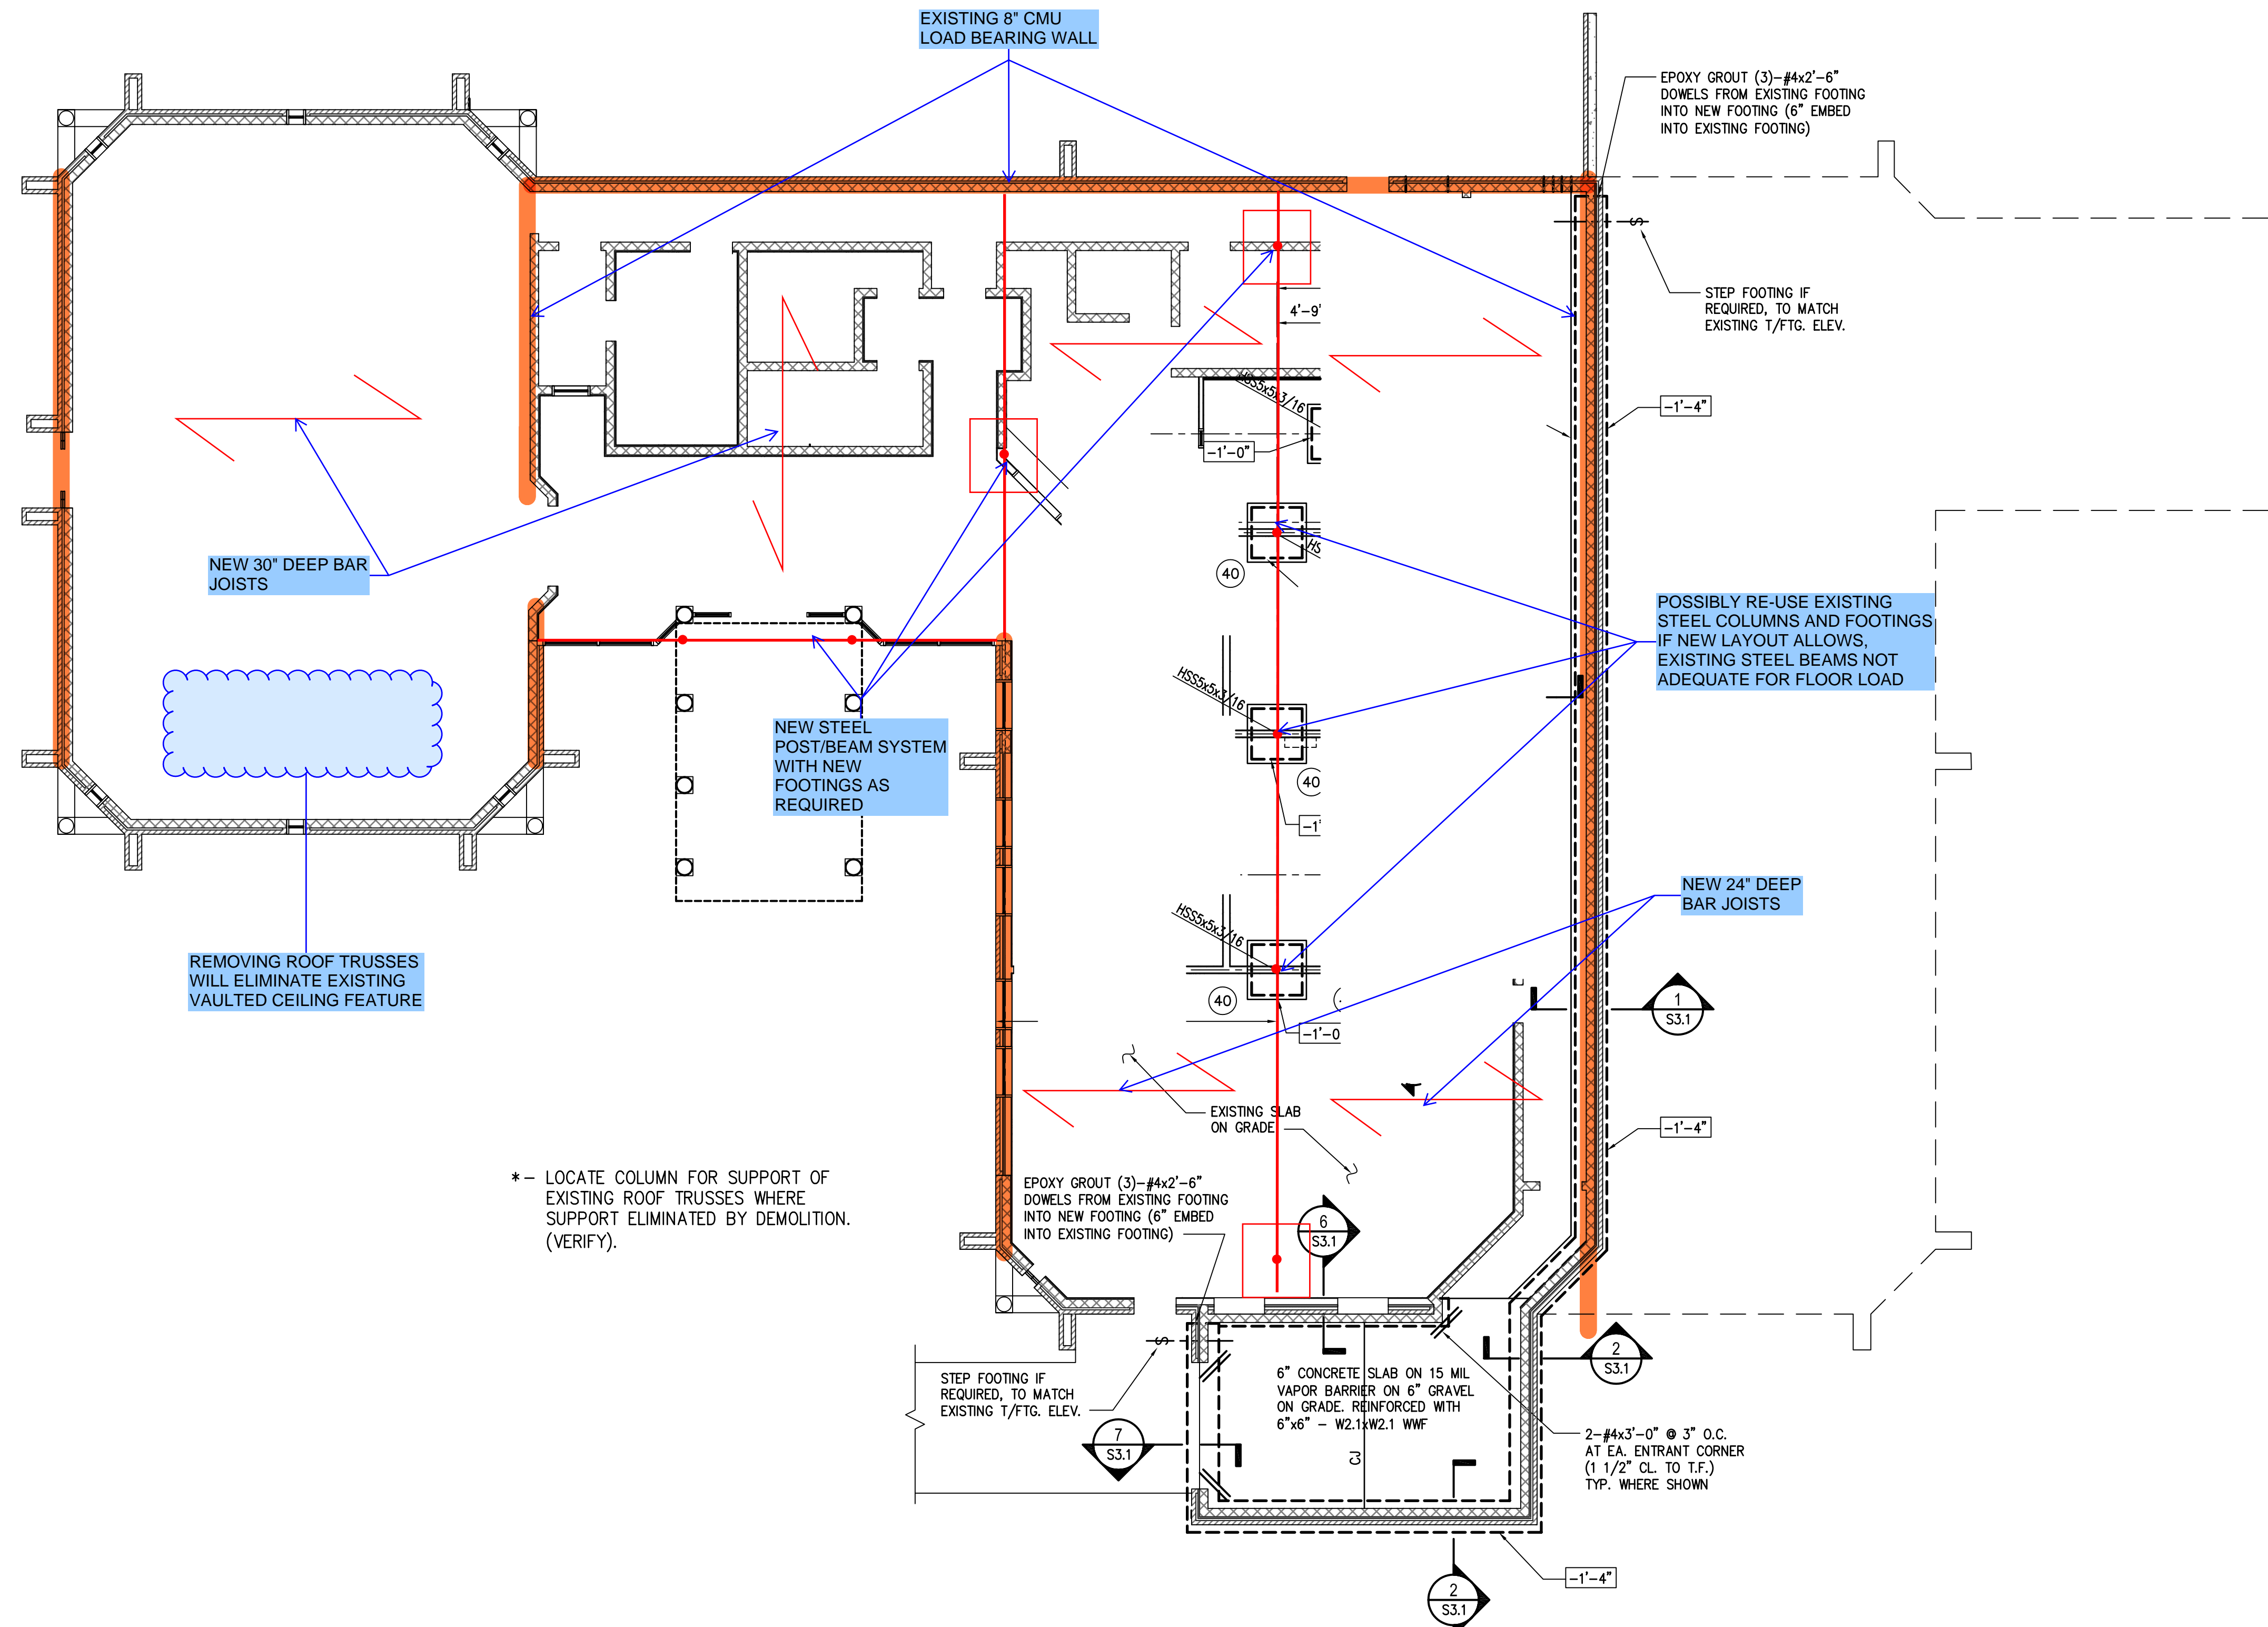 EXISTING 8" CMU
LOAD BEARING WALL
EPOXY GROUT (3)-#4x2'-6"
DOWELS FROM EXISTING FOOTING
INTO NEW FOOTING (6" EMBED
INTO EXISTING FOOTING)
S
STEP FOOTING IF
REQUIRED, TO MATCH
EXISTING T/FTG. ELEV.
4'-9"
HSS5x5x3/16
-1'-4"
-1'-0"
HS
40
NEW 30" DEEP BAR
JOISTS
POSSIBLY RE-USE EXISTING
STEEL COLUMNS AND FOOTINGS
IF NEW LAYOUT ALLOWS,
EXISTING STEEL BEAMS NOT
ADEQUATE FOR FLOOR LOAD
HSS5x5x3/16
NEW STEEL
POST/BEAM SYSTEM
WITH NEW
FOOTINGS AS
REQUIRED
40
-1'
NEW 24" DEEP
BAR JOISTS
HSS5x5x3/16
REMOVING ROOF TRUSSES
WILL ELIMINATE EXISTING
VAULTED CEILING FEATURE
40
1
S3.1
-1'-0
EXISTING SLAB
ON GRADE
-1'-4"
*- LOCATE COLUMN FOR SUPPORT OF
EXISTING ROOF TRUSSES WHERE
SUPPORT ELIMINATED BY DEMOLITION.
(VERIFY).
EPOXY GROUT (3)-#4x2'-6"
DOWELS FROM EXISTING FOOTING
INTO NEW FOOTING (6" EMBED
INTO EXISTING FOOTING)
6
S3.1
S
STEP FOOTING IF
REQUIRED, TO MATCH
EXISTING T/FTG. ELEV.
6" CONCRETE SLAB ON 15 MIL
VAPOR BARRIER ON 6" GRAVEL
ON GRADE. REINFORCED WITH
6"x6" - W2.1xW2.1 WWF
2
S3.1
7
S3.1
CJ
2-#4x3'-0" @ 3" O.C.
AT EA. ENTRANT CORNER
(1 1/2" CL. TO T.F.)
TYP. WHERE SHOWN
-1'-4"
2
S3.1